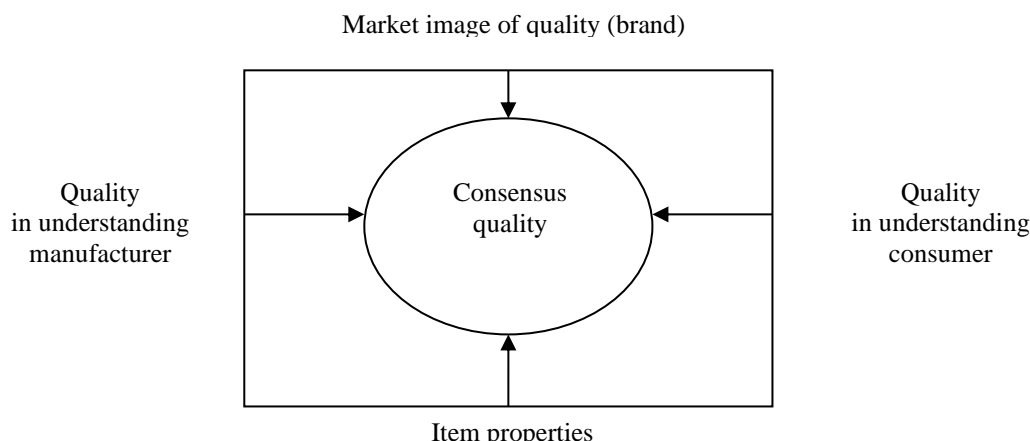 Market image of quality (brand)
Quality
in understanding
manufacturer
Consensus
quality
Quality
in understanding
consumer
Item properties